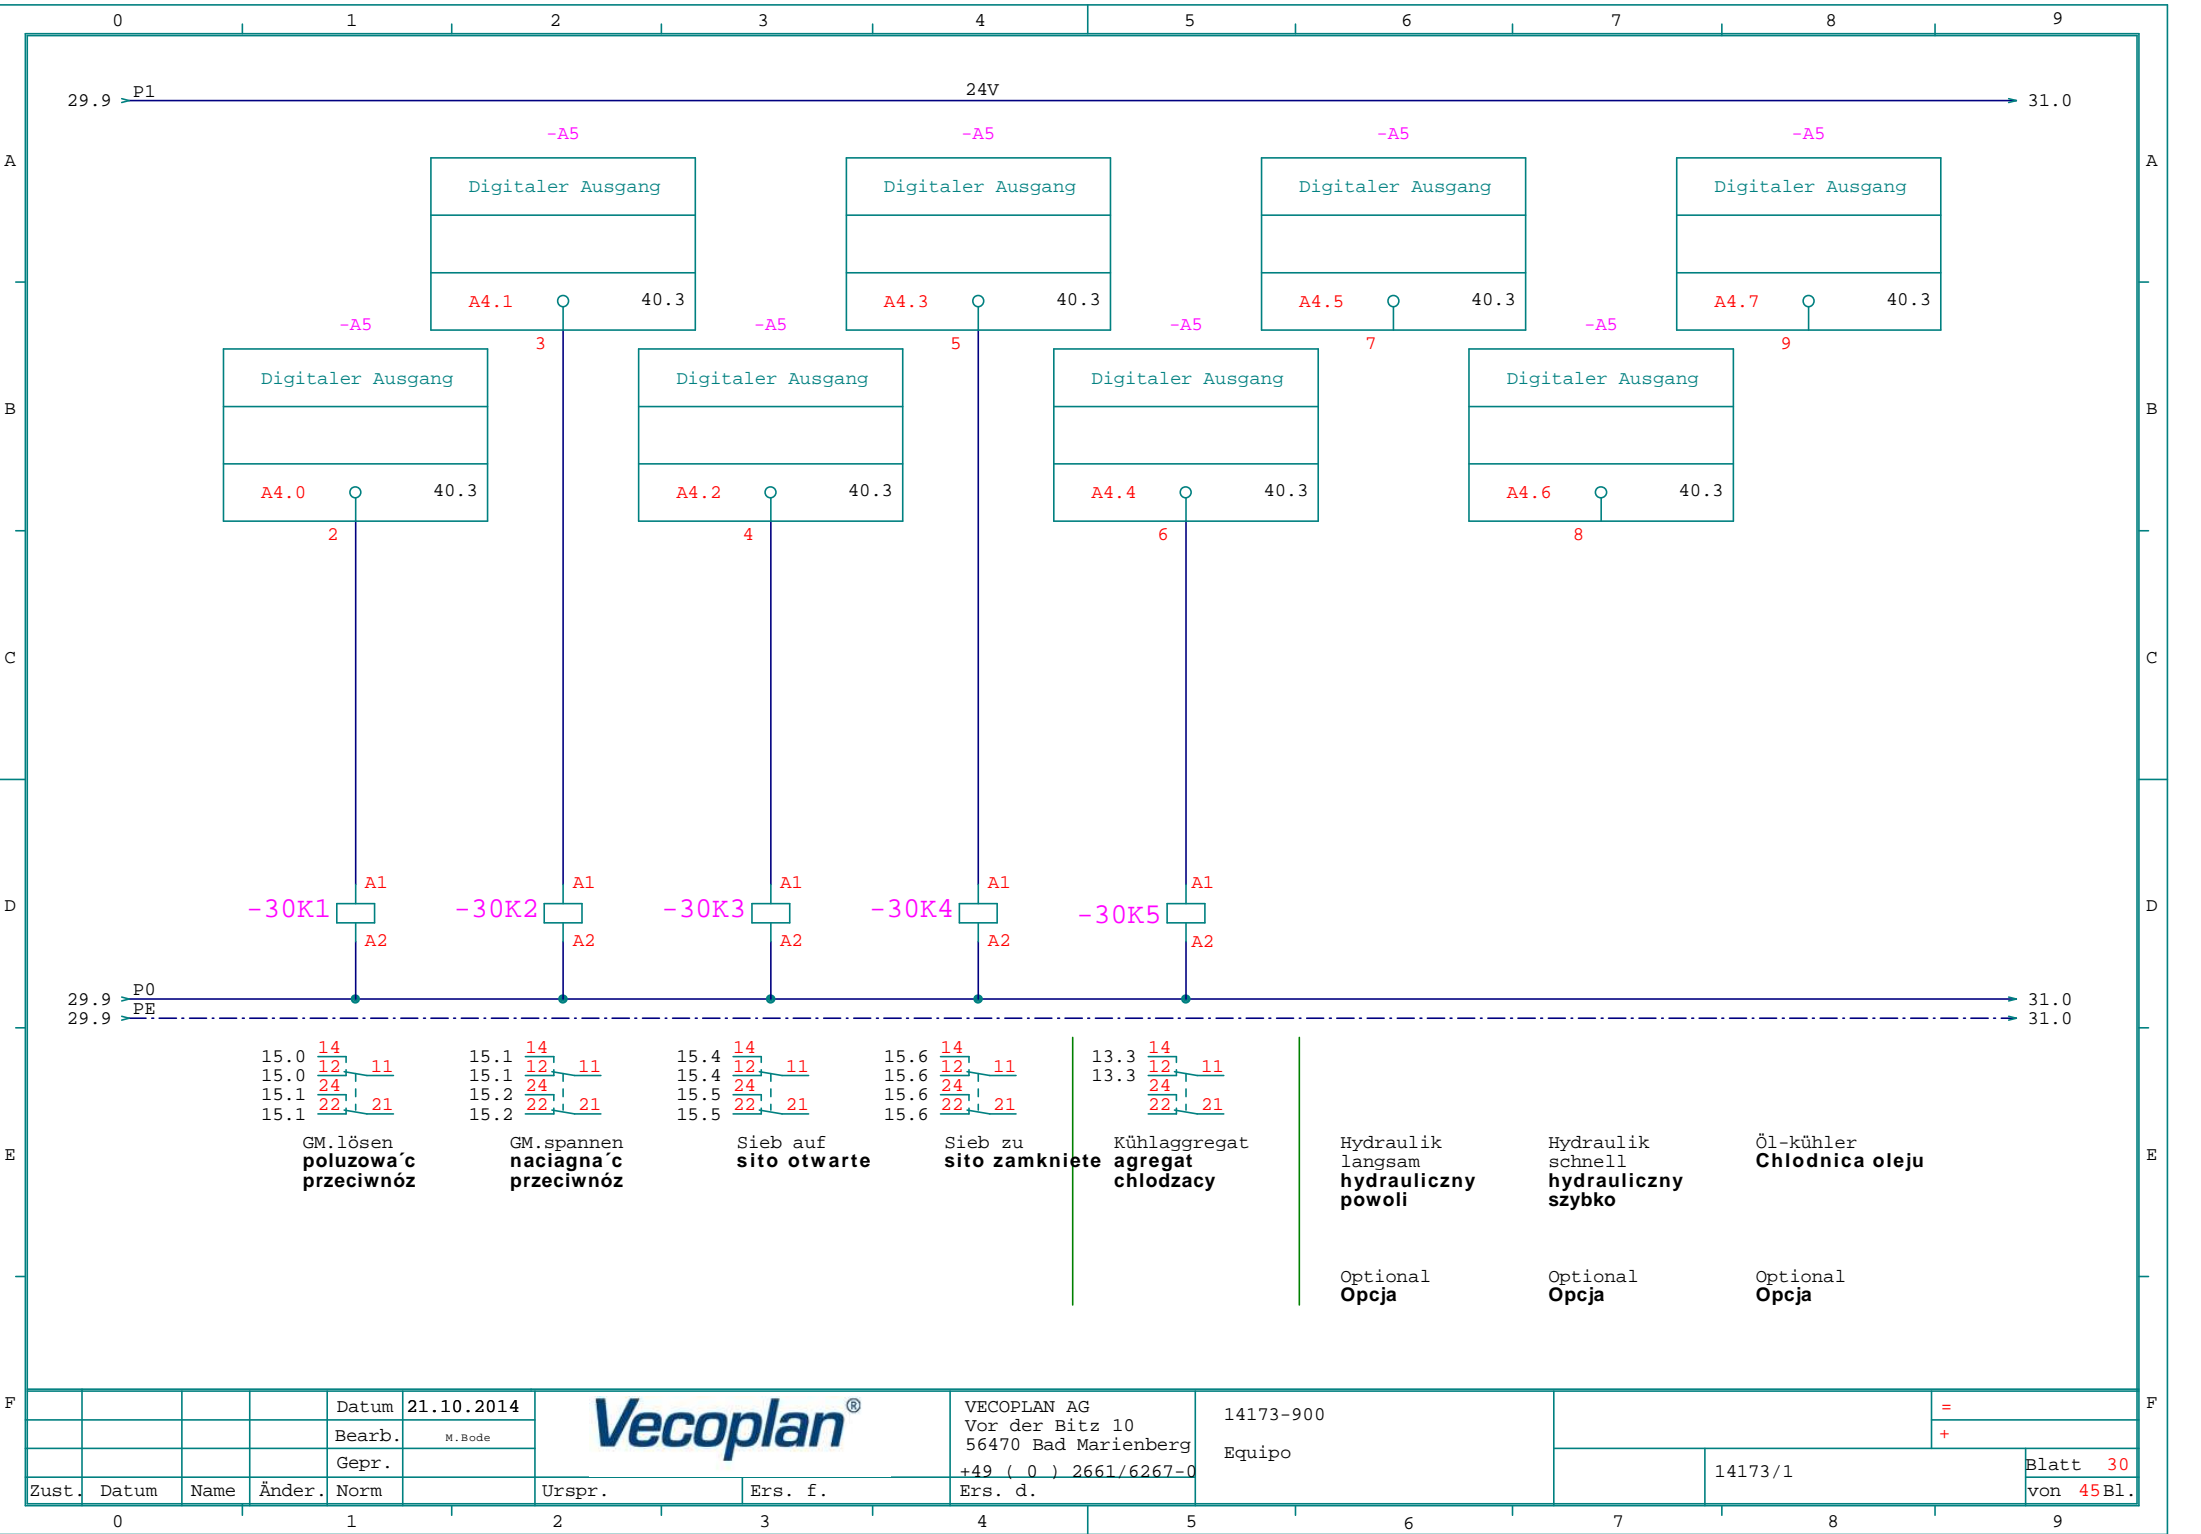 0 1 2 3 4 5 6 7 8 9
29.9 P1 24V 31.0
-A5 -A5 -A5 -A5
A A
Digitaler Ausgang Digitaler Ausgang Digitaler Ausgang Digitaler Ausgang
A4.1 40.3 A4.3 40.3 A4.5 40.3 A4.7 40.3
-A5 -A5 -A5 -A5
3 5 7 9
Digitaler Ausgang Digitaler Ausgang Digitaler Ausgang Digitaler Ausgang
B B
A4.0 40.3 A4.2 40.3 A4.4 40.3 A4.6 40.3
2 4 6 8
C C
A1 A1 A1 A1 A1
D -30K1 -30K2 -30K3 -30K4 -30K5 D
A2 A2 A2 A2 A2
29.9 P0 31.0
29.9 PE 31.0
14 14 14 14 14
15.0 15.1 15.4 15.6 13.3
15.0 12 11 15.1 12 11 15.4 12 11 15.6 12 11 13.3 12 11
15.1 24 15.2 24 15.5 24 15.6 24 24
15.1 22 21 15.2 22 21 15.5 22 21 15.6 22 21 22 21
E E
GM.lösen
poluzowa´c
przeciwnóz
GM.spannen
naciagna´c
przeciwnóz
Sieb auf
sito otwarte
Sieb zu
sito zamkniete
Kühlaggregat
agregat
chlodzacy
Hydraulik
langsam
hydrauliczny
powoli
Hydraulik
schnell
hydrauliczny
szybko
Öl-kühler
Chlodnica oleju
Optional Optional Optional
Opcja Opcja Opcja
F F
Datum 21.10.2014
Bearb. M.Bode
Gepr.
Zust. Datum Name Änder. Norm
Vecoplan®
Urspr. Ers. f. Ers. d.
VECOPLAN AG
Vor der Bitz 10
56470 Bad Marienberg
+49 ( 0 ) 2661/6267-0
14173-900
Equipo
14173/1
=
+
Blatt 30
von 45 Bl.
0 1 2 3 4 5 6 7 8 9